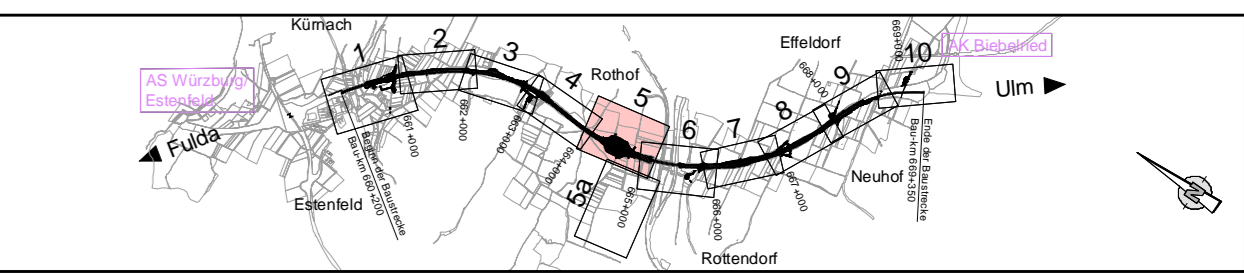 Kürnach
1
2
3
4
Rothof
5
5a
6
7
8
9
10
Effeldorf
669+000
AK Biebelried
AS Würzburg/
Estenfeld
Fulda
Ulm
661+000
662+000
663+000
664+000
665+000
666+000
667+000
668+000
Beginn der Baustrecke
Bau-km 660+200
Ende der Baustrecke
Bau-km 669+350
Estenfeld
Neuhof
Rottendorf
N